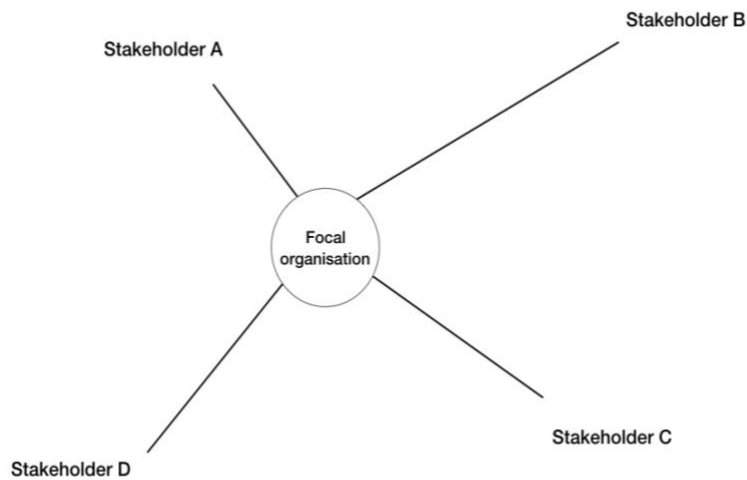 Stakeholder B
Stakeholder A
Focal
organisation
Stakeholder C
Stakeholder D